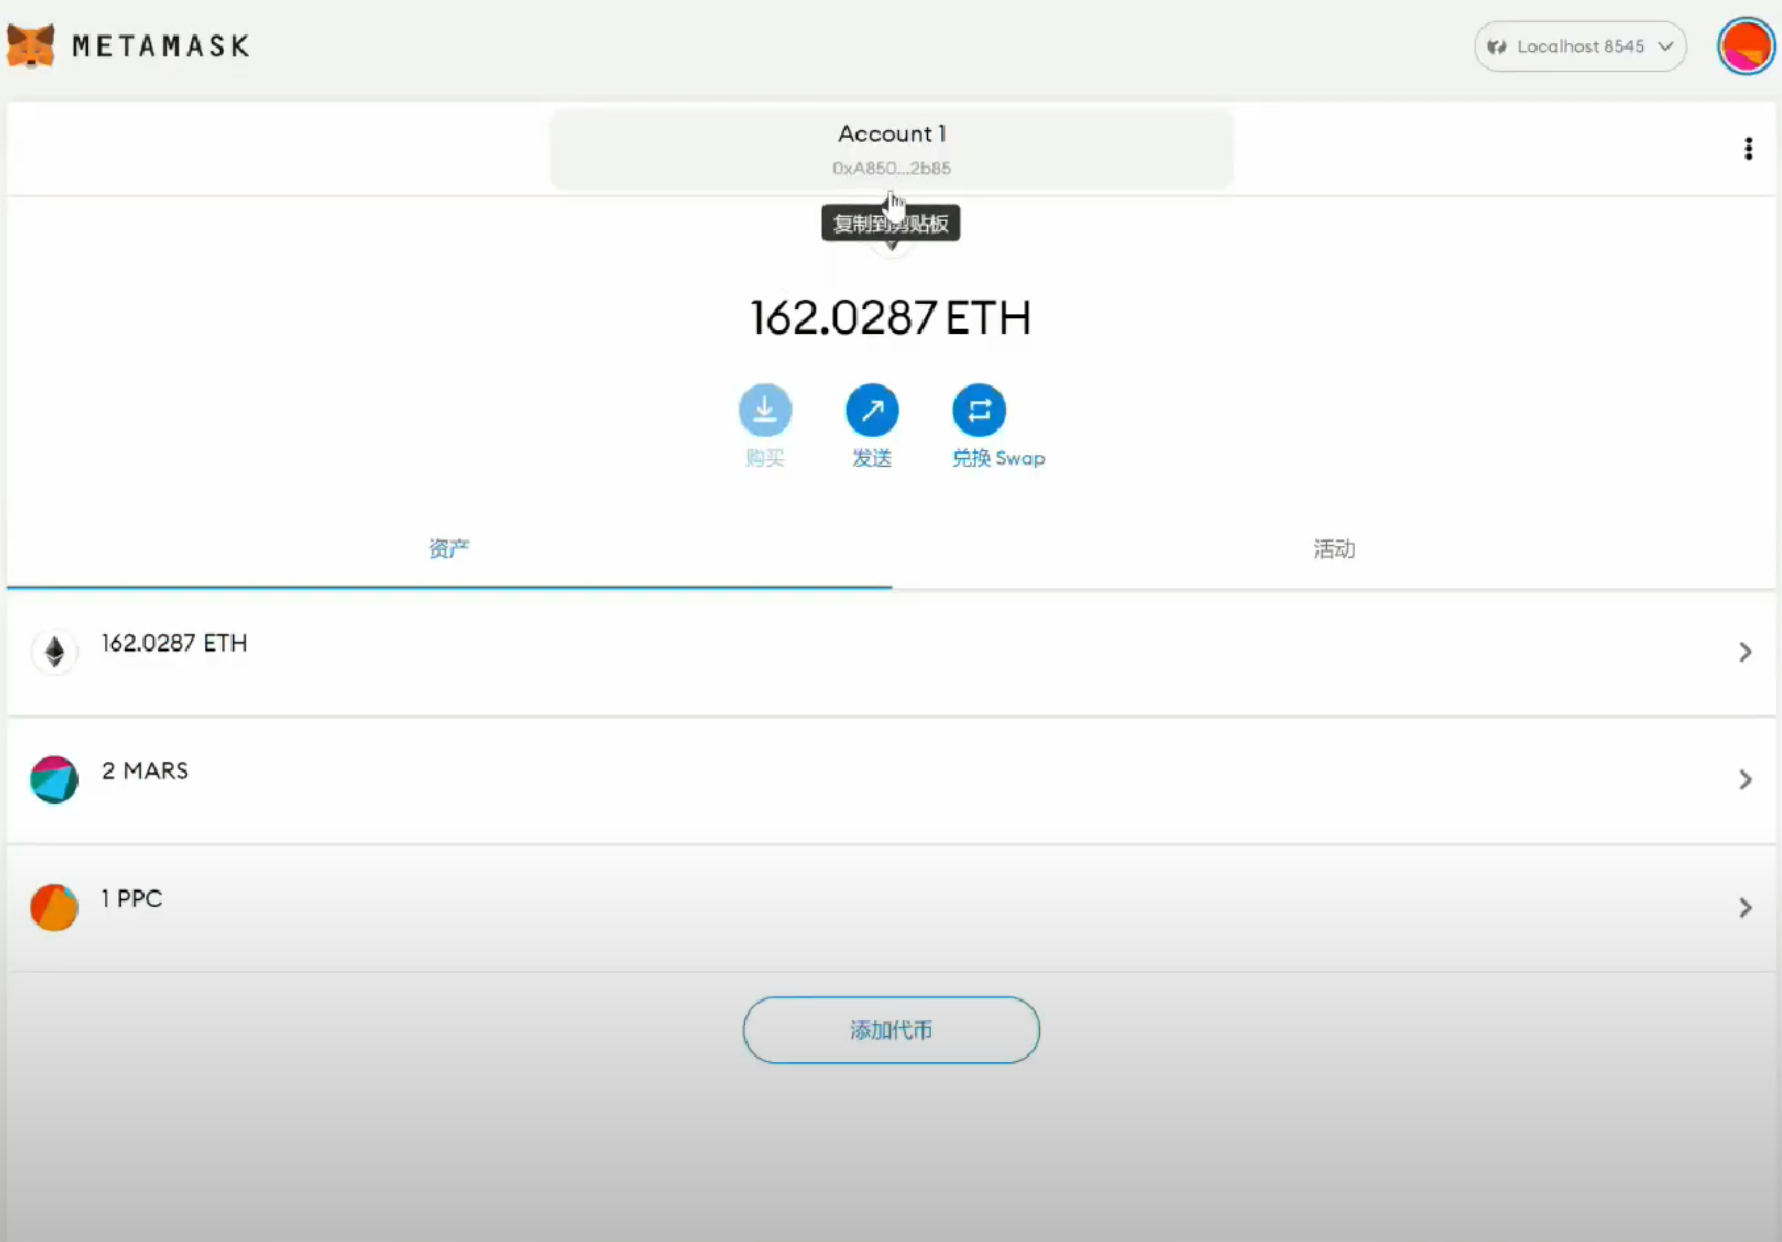 METAMASK
Localhost 8545
Account 1
0xA850...2b85
复制到剪贴板
162.0287 ETH
购买
发送
兑换 Swap
资产
活动
162.0287 ETH
2 MARS
1 PPC
添加代币